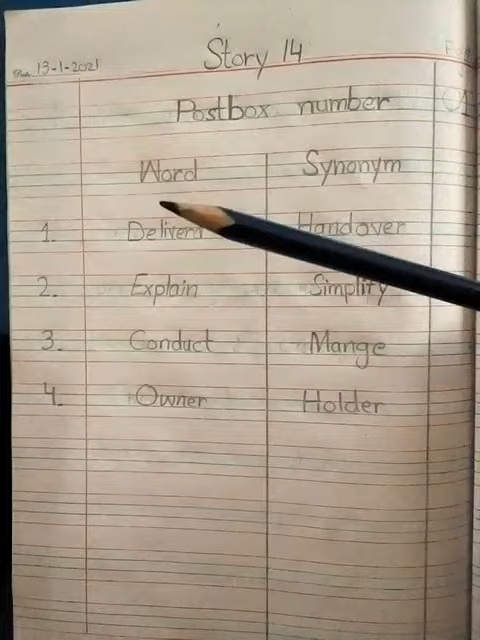 Story 14
13-1-2021
Postbox number
Word Synonym
1. Handover
2. Explain Simplify
3. Conduct Mange
4. Owner Holder